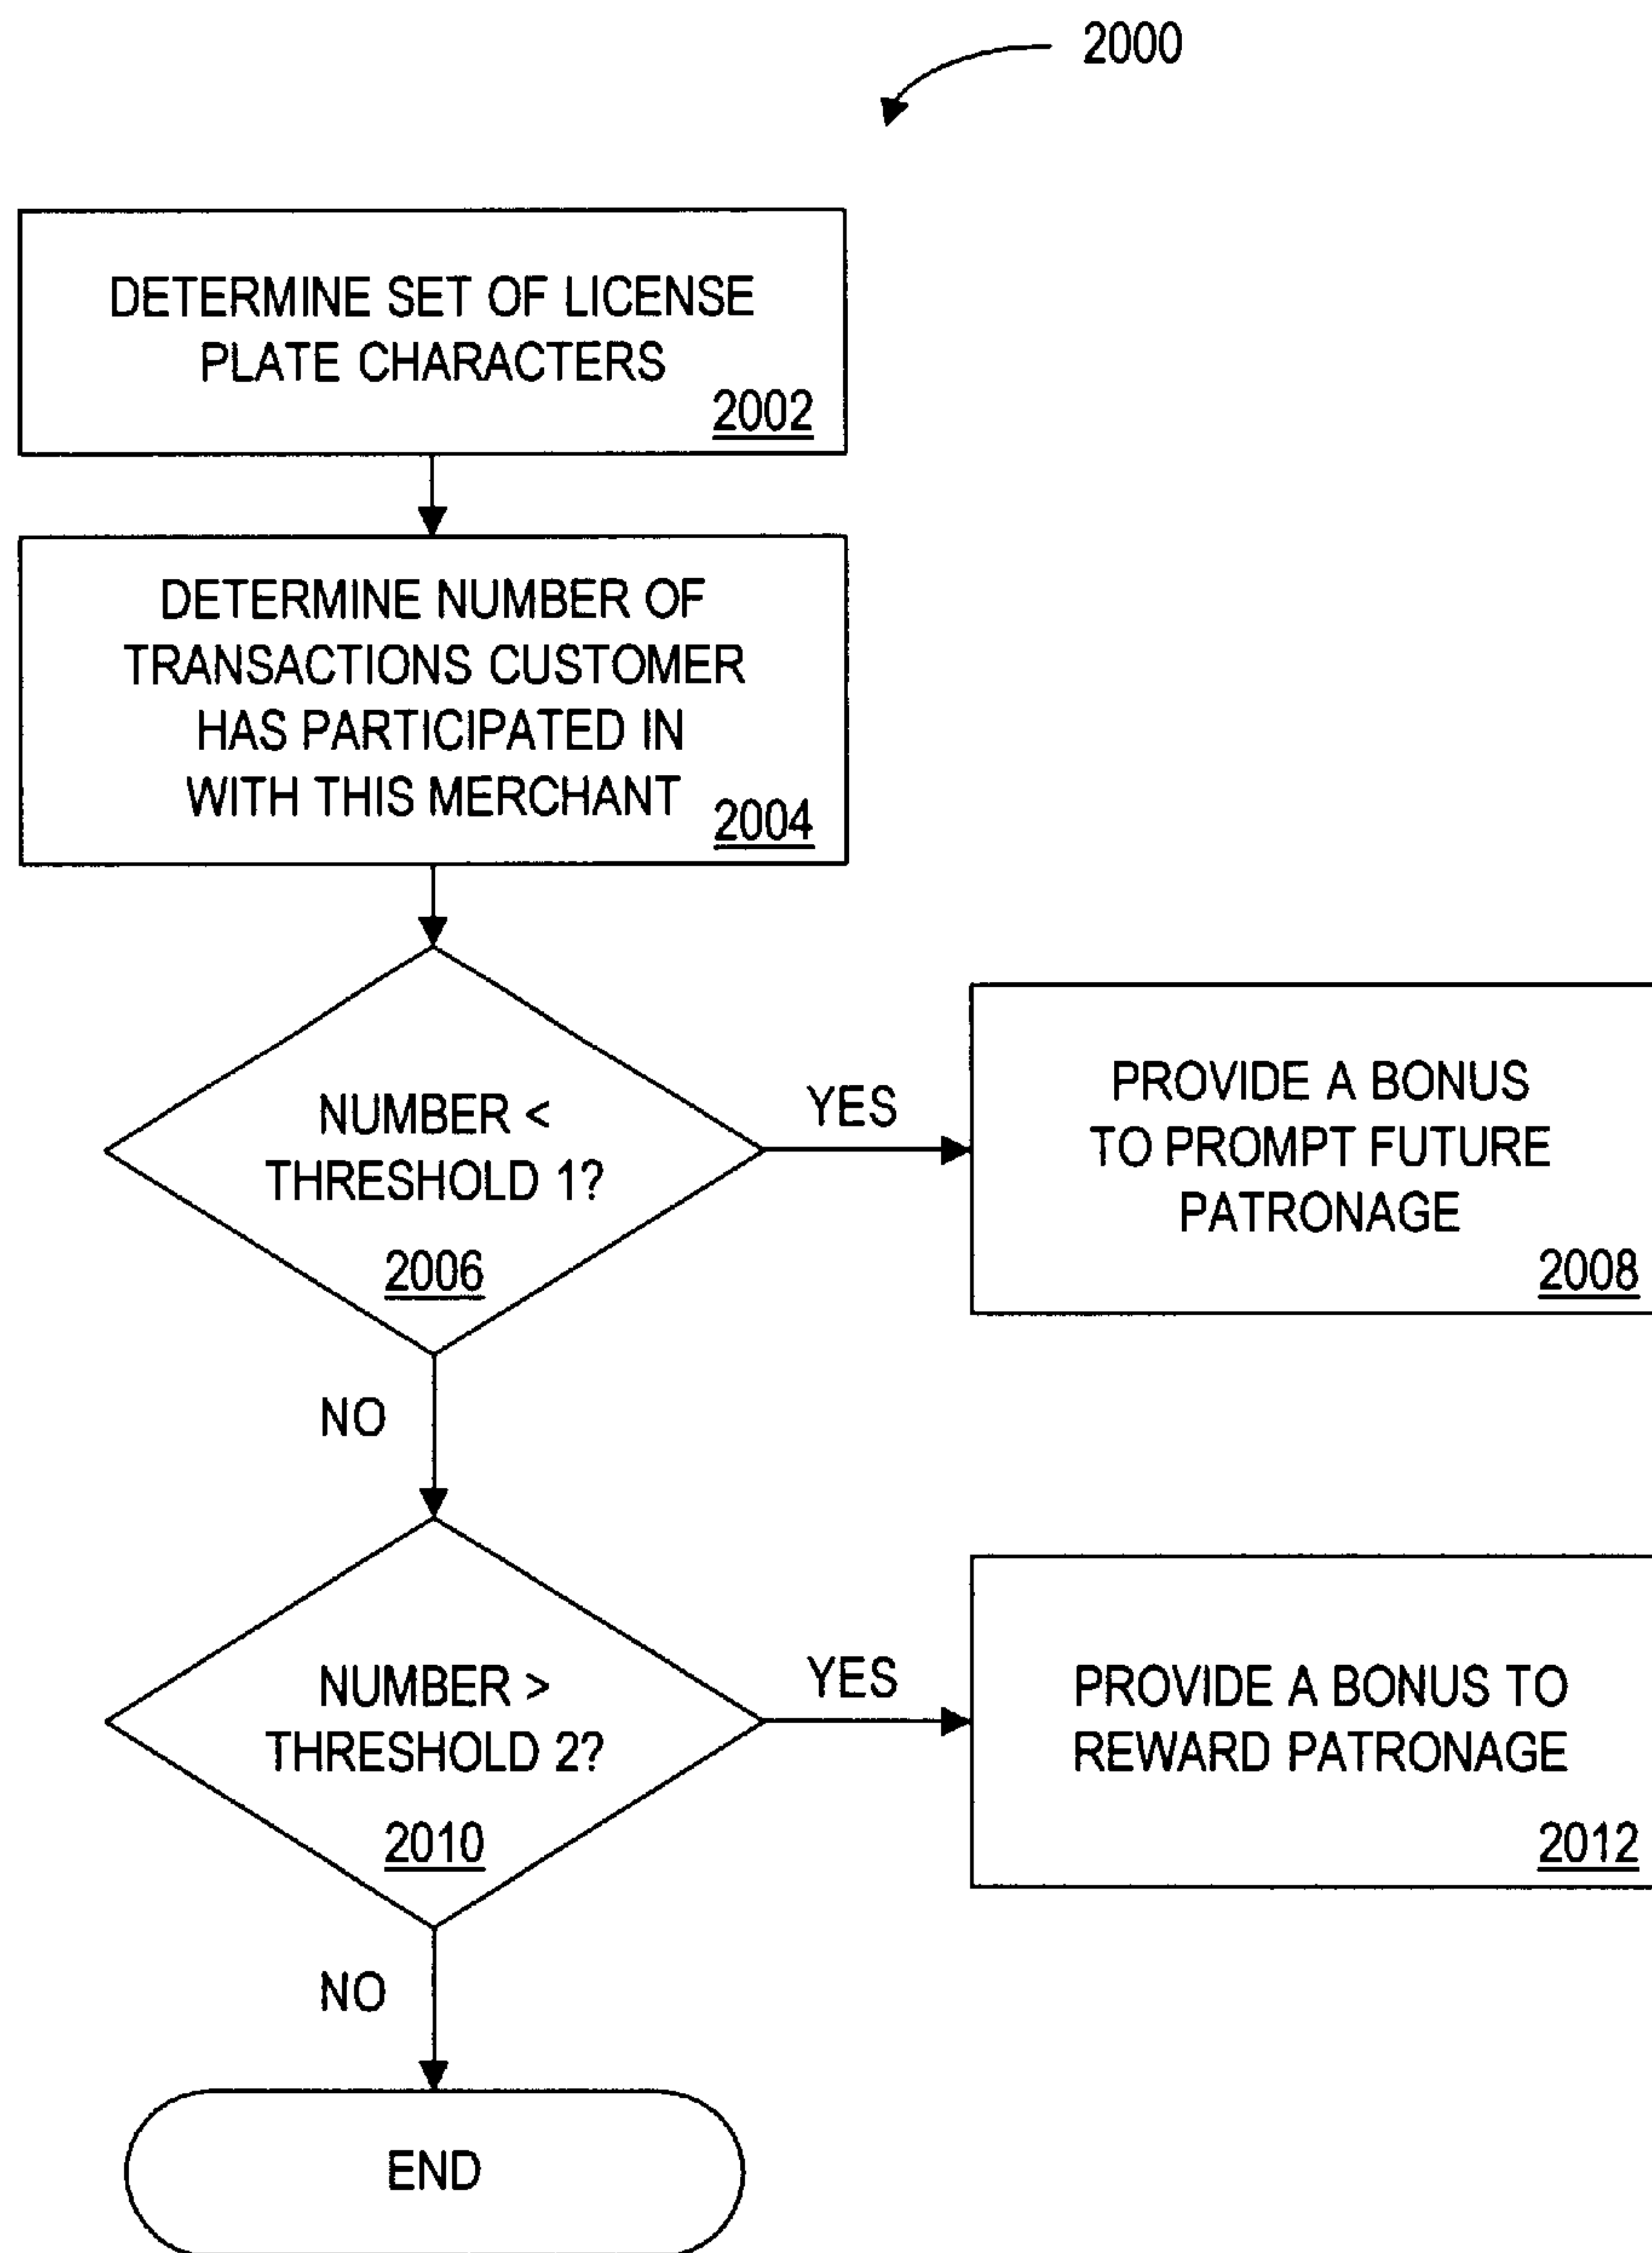 2000
DETERMINE SET OF LICENSE
PLATE CHARACTERS
2002
DETERMINE NUMBER OF
TRANSACTIONS CUSTOMER
HAS PARTICIPATED IN
WITH THIS MERCHANT
2004
NUMBER <
THRESHOLD 1?
2006
YES
PROVIDE A BONUS
TO PROMPT FUTURE
PATRONAGE
2008
NO
NUMBER >
THRESHOLD 2?
2010
YES
PROVIDE A BONUS TO
REWARD PATRONAGE
2012
NO
END